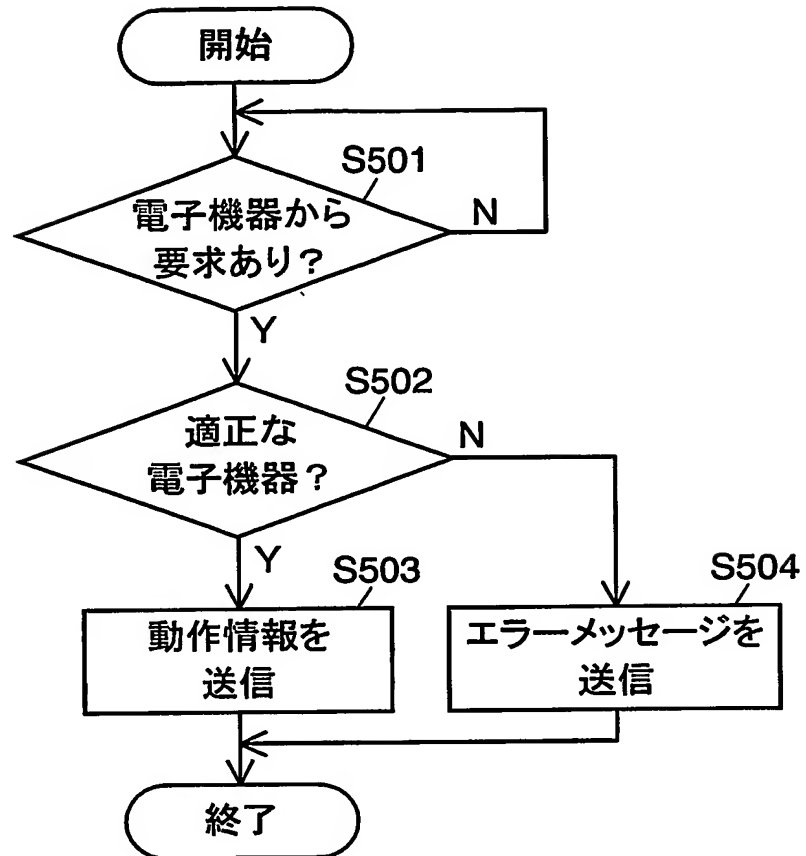 開始
S501
電子機器から
要求あり？
N
Y
S502
適正な
電子機器？
N
Y
S503
動作情報を
送信
S504
エラーメッセージを
送信
終了